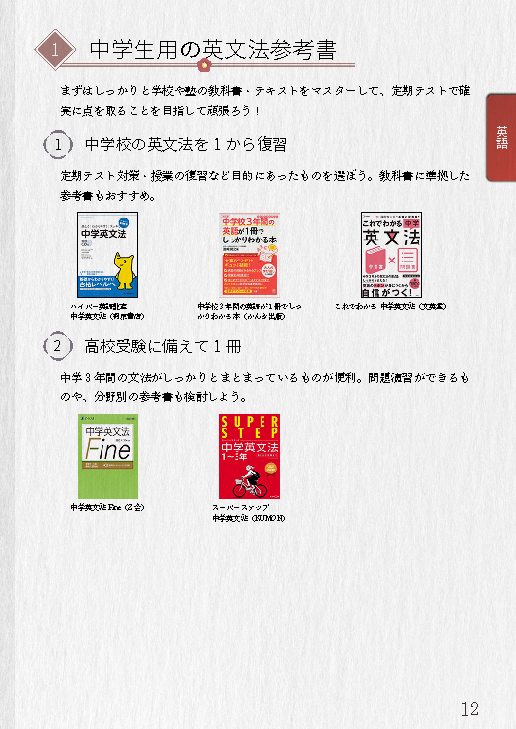 1 中学生用の英文法参考書
まずはしっかりと学校や塾の教科書・テキストをマスターして、定期テストで確
実に点を取ることを目指して頑張ろう！
英語
1 中学校の英文法を１から復習
定期テスト対策・授業の復習など目的にあったものを選ぼう。教科書に準拠した
参考書もおすすめ。
中学英文法
合格レベルへ
中学校3年間の
英語が1冊で
しっかりわかる本
これでわかる 中学
英文法
×
自信がつく!
ハイパー英語教室
中学英文法（桐原書店）
中学校３年間の英語が１冊でしっ
かりわかる本（かんき出版）
これでわかる 中学英文法（文英堂）
2 高校受験に備えて１冊
中学３年間の文法がしっかりとまとまっているものが便利。問題演習ができるも
のや、分野別の参考書も検討しよう。
中学英文法
Fine
SUPER
STEP
中学英文法
1〜3年
中学英文法 Fine（Z会）
スーパーステップ
中学英文法（KUMON）
12